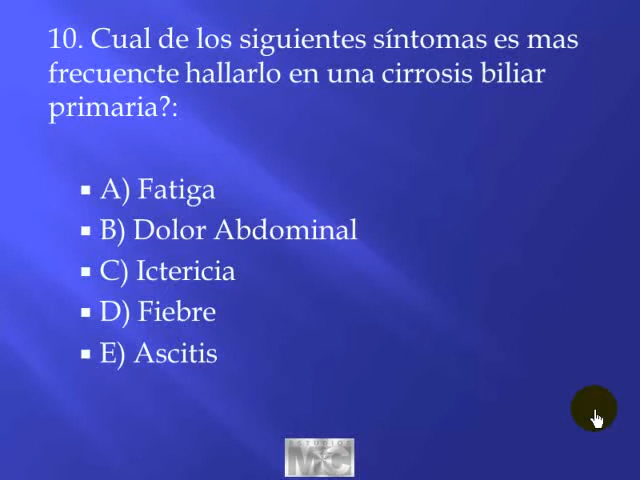 10. Cual de los siguientes síntomas es mas
frecuencte hallarlo en una cirrosis biliar
primaria?:
A) Fatiga
B) Dolor Abdominal
C) Ictericia
D) Fiebre
E) Ascitis
ESTUDIOS
MC